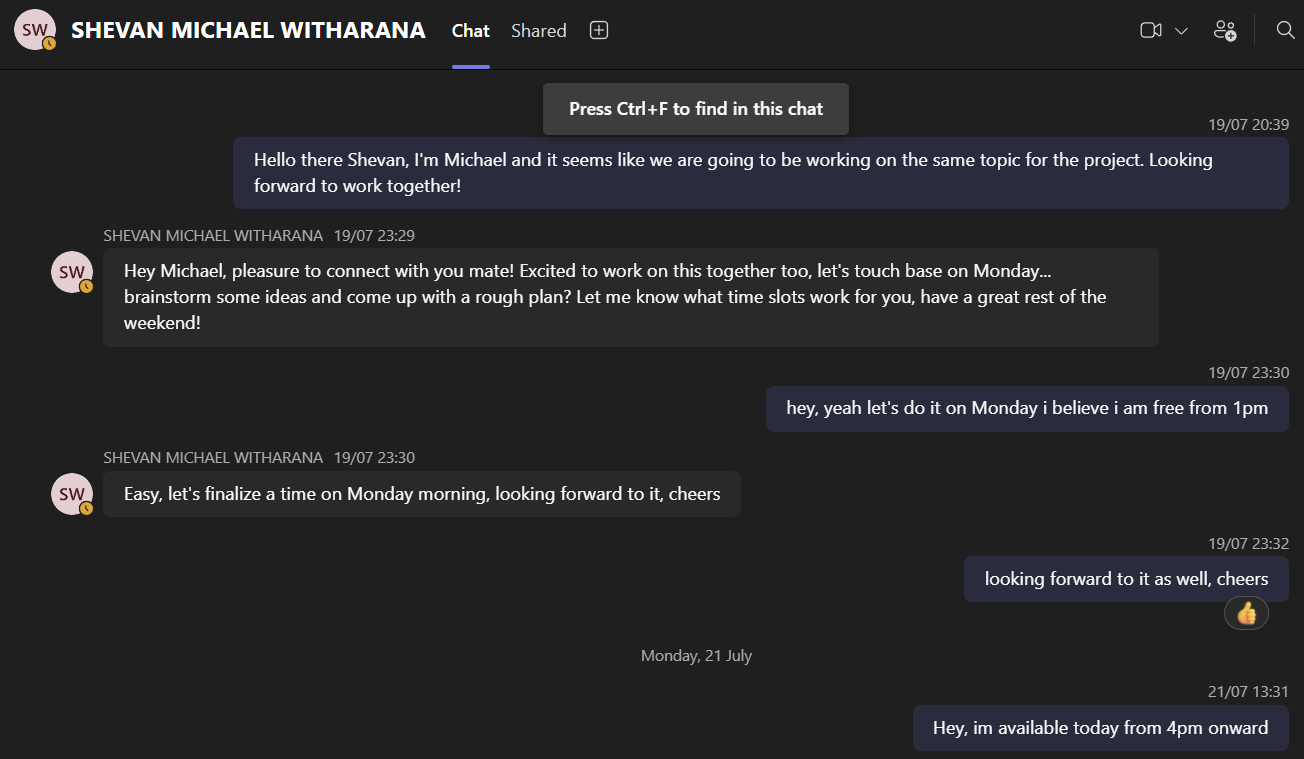 SW
SHEVAN MICHAEL WITHARANA
Chat
Shared
Press Ctrl+F to find in this chat
19/07 20:39
Hello there Shevan, I'm Michael and it seems like we are going to be working on the same topic for the project. Looking
forward to work together!
SHEVAN MICHAEL WITHARANA 19/07 23:29
SW
Hey Michael, pleasure to connect with you mate! Excited to work on this together too, let's touch base on Monday...
brainstorm some ideas and come up with a rough plan? Let me know what time slots work for you, have a great rest of the
weekend!
19/07 23:30
hey, yeah let's do it on Monday i believe i am free from 1pm
SHEVAN MICHAEL WITHARANA 19/07 23:30
SW
Easy, let's finalize a time on Monday morning, looking forward to it, cheers
19/07 23:32
looking forward to it as well, cheers
Monday, 21 July
21/07 13:31
Hey, im available today from 4pm onward